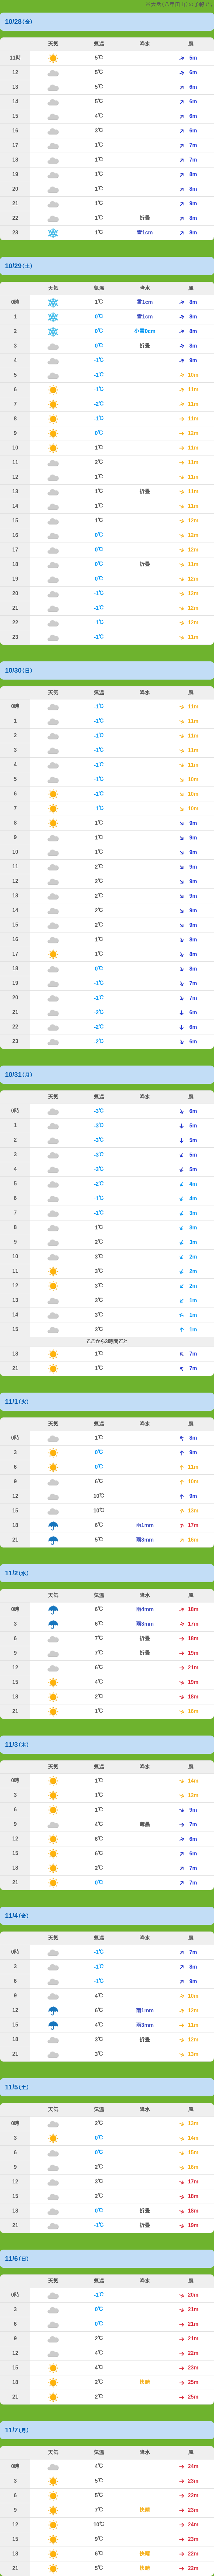 10/28（金）
天気 気温 降水 風
11時 5℃ 5m
12 5℃ 6m
13 5℃ 6m
14 5℃ 6m
15 4℃ 6m
16 3℃ 6m
17 1℃ 7m
18 1℃ 7m
19 1℃ 8m
20 1℃ 8m
21 1℃ 9m
22 1℃ 折曇 8m
23 1℃ 雪1cm 8m
10/29（土）
天気 気温 降水 風
0時 1℃ 雪1cm 8m
1 0℃ 雪1cm 8m
2 0℃ 小雪0cm 8m
3 0℃ 折曇 8m
4 -1℃ 9m
5 -1℃ 10m
6 -1℃ 11m
7 -2℃ 11m
8 -1℃ 11m
9 0℃ 12m
10 1℃ 11m
11 2℃ 11m
12 1℃ 11m
13 1℃ 折曇 11m
14 1℃ 11m
15 1℃ 12m
16 0℃ 12m
17 0℃ 12m
18 0℃ 折曇 11m
19 0℃ 12m
20 -1℃ 12m
21 -1℃ 12m
22 -1℃ 12m
23 -1℃ 11m
10/30（日）
天気 気温 降水 風
0時 -1℃ 11m
1 -1℃ 11m
2 -1℃ 11m
3 -1℃ 11m
4 -1℃ 11m
5 -1℃ 10m
6 -1℃ 10m
7 -1℃ 10m
8 1℃ 9m
9 1℃ 9m
10 1℃ 9m
11 2℃ 9m
12 2℃ 9m
13 2℃ 9m
14 2℃ 9m
15 2℃ 9m
16 1℃ 8m
17 1℃ 8m
18 0℃ 8m
19 -1℃ 7m
20 -1℃ 7m
21 -2℃ 6m
22 -2℃ 6m
23 -2℃ 6m
10/31（月）
天気 気温 降水 風
0時 -3℃ 6m
1 -3℃ 5m
2 -3℃ 5m
3 -3℃ 5m
4 -3℃ 5m
5 -2℃ 4m
6 -1℃ 4m
7 -1℃ 3m
8 1℃ 3m
9 2℃ 3m
10 3℃ 2m
11 3℃ 2m
12 3℃ 2m
13 3℃ 1m
14 3℃ 1m
15 3℃ 1m
ここから3時間ごと
18 1℃ 7m
21 1℃ 7m
11/1（火）
天気 気温 降水 風
0時 1℃ 8m
3 0℃ 9m
6 0℃ 11m
9 6℃ 10m
12 10℃ 9m
15 10℃ 13m
18 6℃ 雨1mm 17m
21 5℃ 雨3mm 16m
11/2（水）
天気 気温 降水 風
0時 6℃ 雨4mm 18m
3 6℃ 雨3mm 17m
6 7℃ 折曇 18m
9 7℃ 折曇 19m
12 6℃ 21m
15 4℃ 19m
18 2℃ 18m
21 1℃ 16m
11/3（木）
天気 気温 降水 風
0時 1℃ 14m
3 1℃ 12m
6 1℃ 9m
9 4℃ 薄曇 7m
12 6℃ 6m
15 6℃ 6m
18 2℃ 7m
21 0℃ 7m
11/4（金）
天気 気温 降水 風
0時 -1℃ 7m
3 -1℃ 8m
6 -1℃ 9m
9 4℃ 10m
12 6℃ 雨1mm 12m
15 4℃ 雨3mm 11m
18 3℃ 折曇 12m
21 3℃ 13m
11/5（土）
天気 気温 降水 風
0時 2℃ 13m
3 0℃ 14m
6 0℃ 15m
9 2℃ 16m
12 3℃ 17m
15 2℃ 18m
18 0℃ 折曇 18m
21 -1℃ 折曇 19m
11/6（日）
天気 気温 降水 風
0時 -1℃ 20m
3 0℃ 21m
6 0℃ 21m
9 2℃ 21m
12 4℃ 22m
15 4℃ 23m
18 2℃ 快晴 25m
21 2℃ 25m
11/7（月）
天気 気温 降水 風
0時 4℃ 24m
3 5℃ 23m
6 5℃ 22m
9 7℃ 快晴 23m
12 10℃ 24m
15 9℃ 23m
18 6℃ 快晴 22m
21 5℃ 快晴 22m